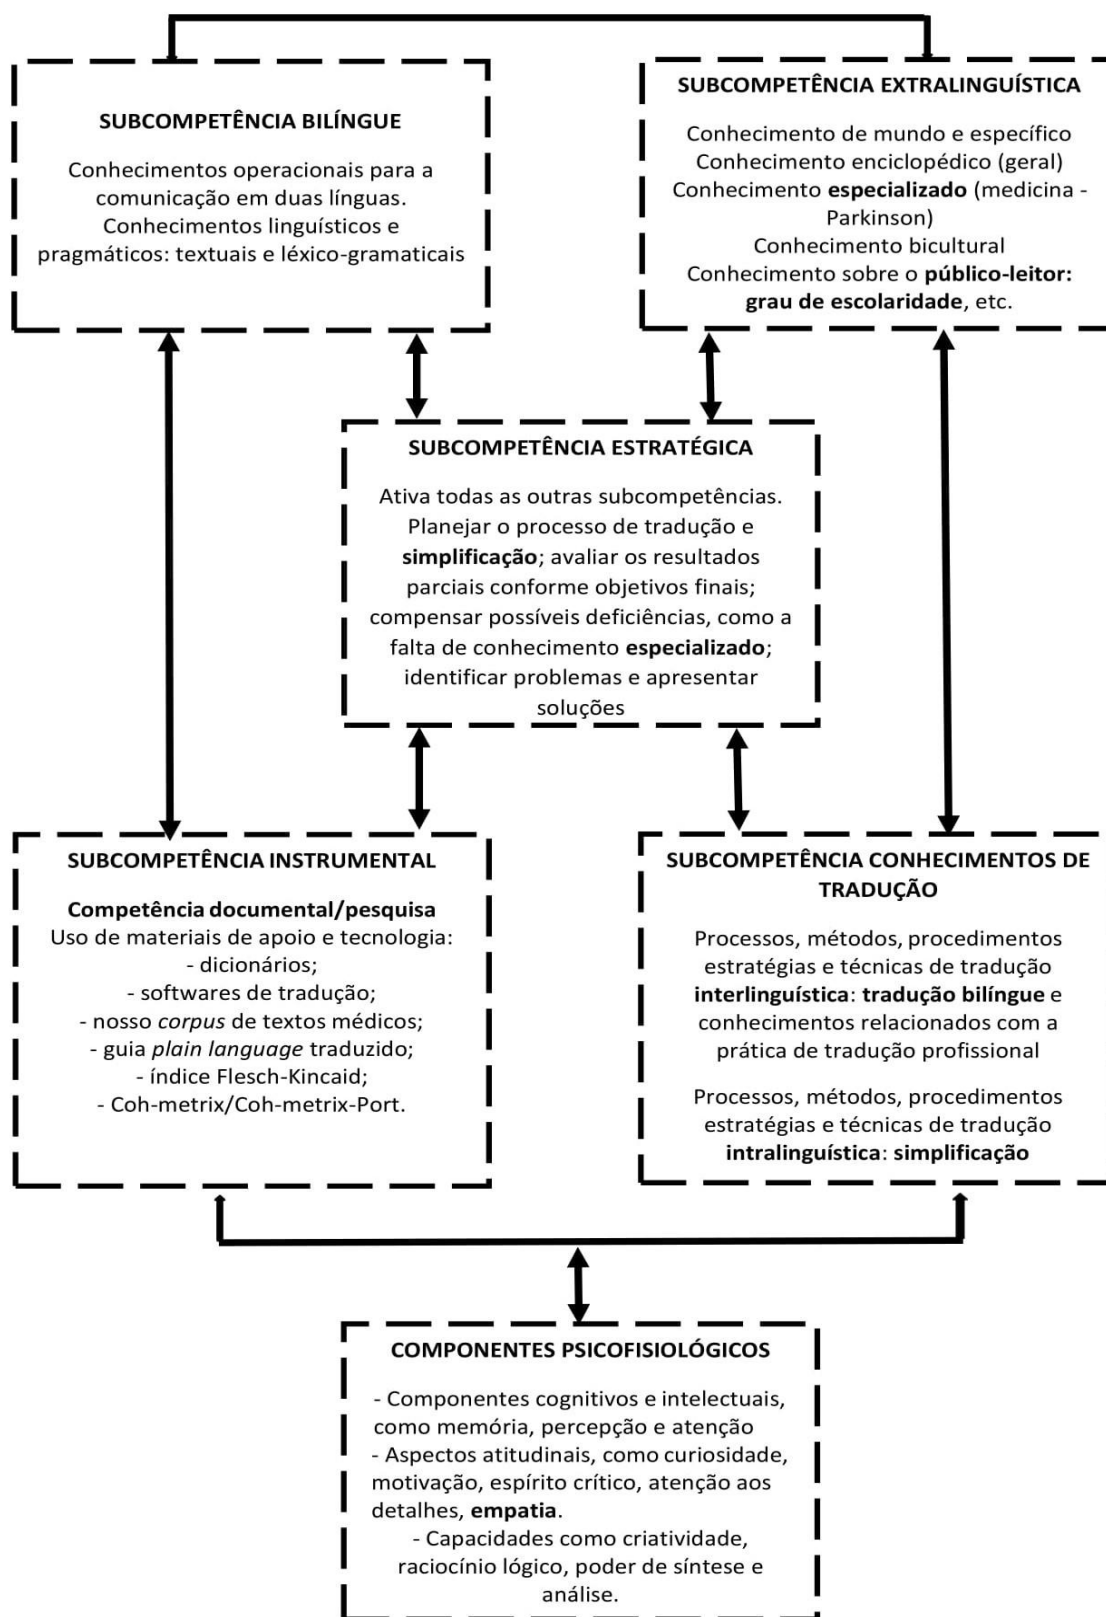 SUBCOMPETÊNCIA BILÍNGUE
Conhecimentos operacionais para a
comunicação em duas línguas.
Conhecimentos linguísticos e
pragmáticos: textuais e léxico-gramaticais
SUBCOMPETÊNCIA EXTRALINGUÍSTICA
Conhecimento de mundo e específico
Conhecimento enciclopédico (geral)
Conhecimento especializado (medicina -
Parkinson)
Conhecimento bicultural
Conhecimento sobre o público-leitor:
grau de escolaridade, etc.
SUBCOMPETÊNCIA ESTRATÉGICA
Ativa todas as outras subcompetências.
Planejar o processo de tradução e
simplificação; avaliar os resultados
parciais conforme objetivos finais;
compensar possíveis deficiências, como a
falta de conhecimento especializado;
identificar problemas e apresentar
soluções
SUBCOMPETÊNCIA INSTRUMENTAL
Competência documental/pesquisa
Uso de materiais de apoio e tecnologia:
- dicionários;
- softwares de tradução;
- nosso corpus de textos médicos;
- guia plain language traduzido;
- índice Flesch-Kincaid;
- Coh-metrix/Coh-metrix-Port.
SUBCOMPETÊNCIA CONHECIMENTOS DE
TRADUÇÃO
Processos, métodos, procedimentos
estratégias e técnicas de tradução
interlinguística: tradução bilíngue e
conhecimentos relacionados com a
prática de tradução profissional
Processos, métodos, procedimentos
estratégias e técnicas de tradução
intralinguística: simplificação
COMPONENTES PSICOFISIOLÓGICOS
- Componentes cognitivos e intelectuais,
como memória, percepção e atenção
- Aspectos atitudinais, como curiosidade,
motivação, espírito crítico, atenção aos
detalhes, empatia.
- Capacidades como criatividade,
raciocínio lógico, poder de síntese e
análise.